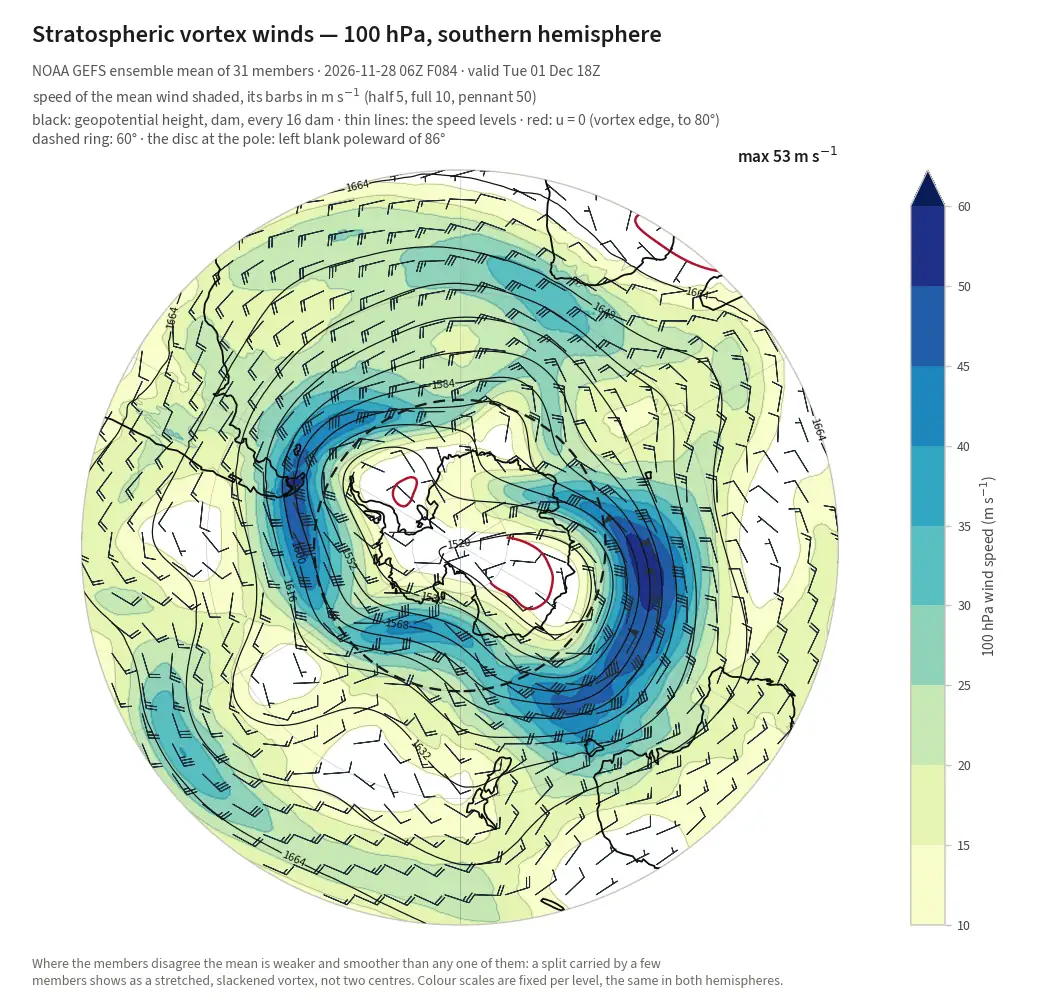 Stratospheric vortex winds — 100 hPa, southern hemisphere
NOAA GEFS ensemble mean of 31 members · 2026-11-28 06Z F084 · valid Tue 01 Dec 18Z
speed of the mean wind shaded, its barbs in m s⁻¹ (half 5, full 10, pennant 50)
black: geopotential height, dam, every 16 dam · thin lines: the speed levels · red: u = 0 (vortex edge, to 80°)
dashed ring: 60° · the disc at the pole: left blank poleward of 86°
max 53 m s⁻¹
1664
1664
1648
1664
1584
1664
1520
1552
1600
1616
1536
1568
1632
1664
60
50
45
40
35
30
25
20
15
10
100 hPa wind speed (m s⁻¹)
Where the members disagree the mean is weaker and smoother than any one of them: a split carried by a few
members shows as a stretched, slackened vortex, not two centres. Colour scales are fixed per level, the same in both hemispheres.